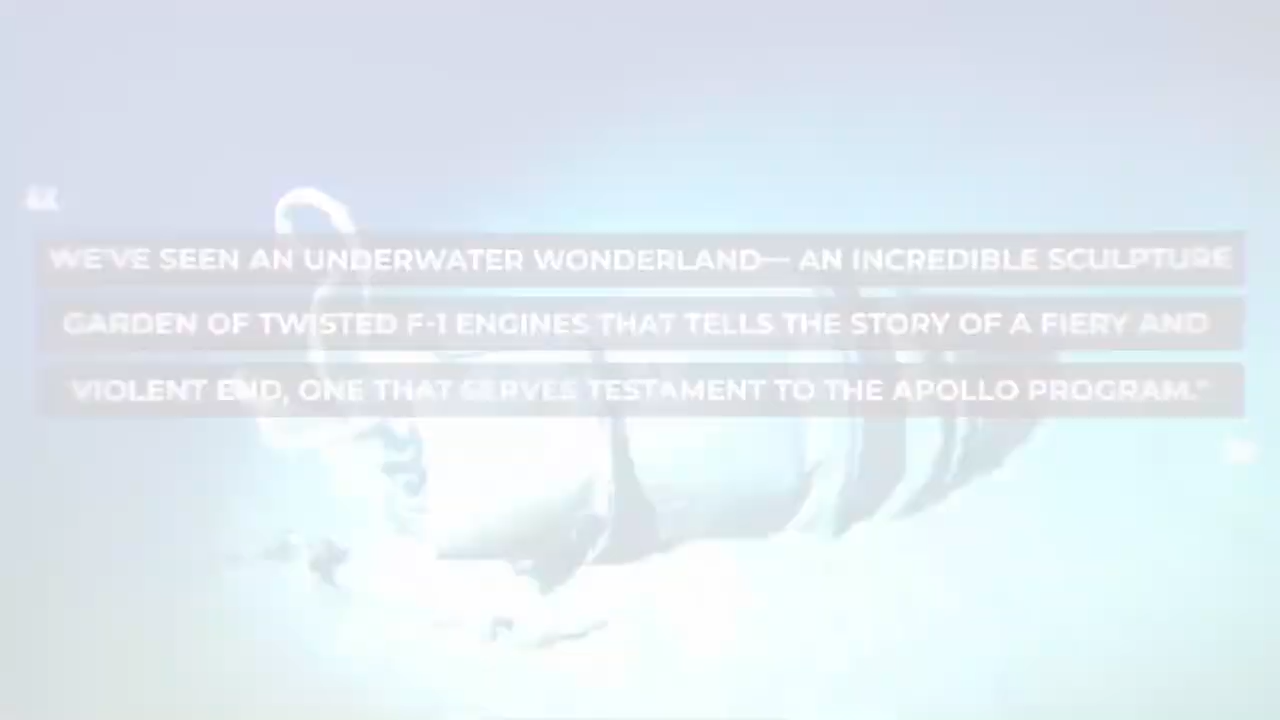 “
WE'VE SEEN AN UNDERWATER WONDERLAND— AN INCREDIBLE SCULPTURE
GARDEN OF TWISTED F-1 ENGINES THAT TELLS THE STORY OF A FIERY AND
VIOLENT END, ONE THAT SERVES TESTAMENT TO THE APOLLO PROGRAM."
”